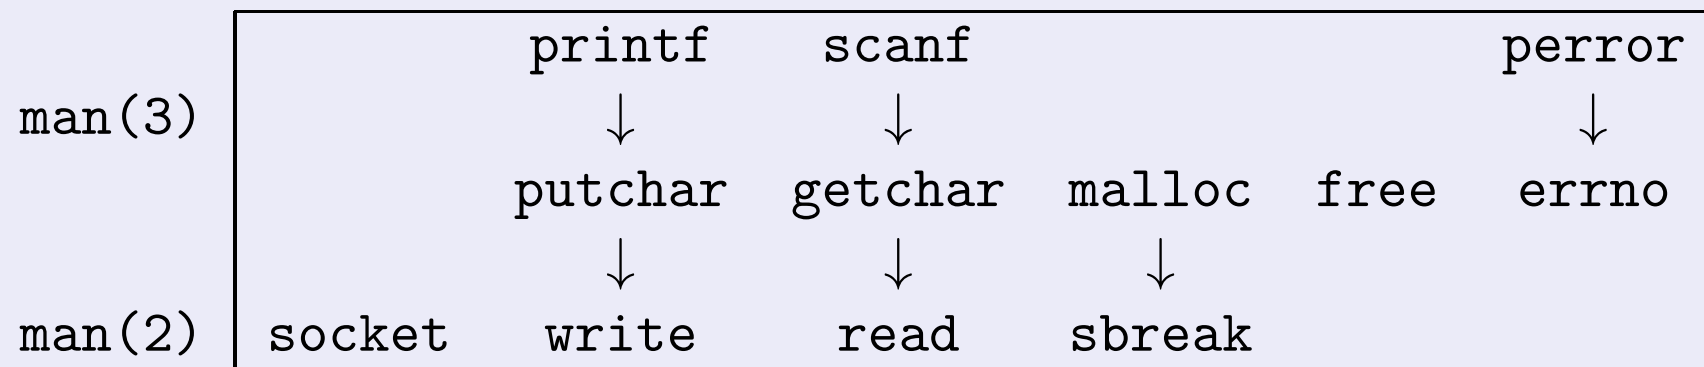 printf scanf perror
man(3) ↓ ↓ ↓
putchar getchar malloc free errno
↓ ↓ ↓
man(2) socket write read sbreak